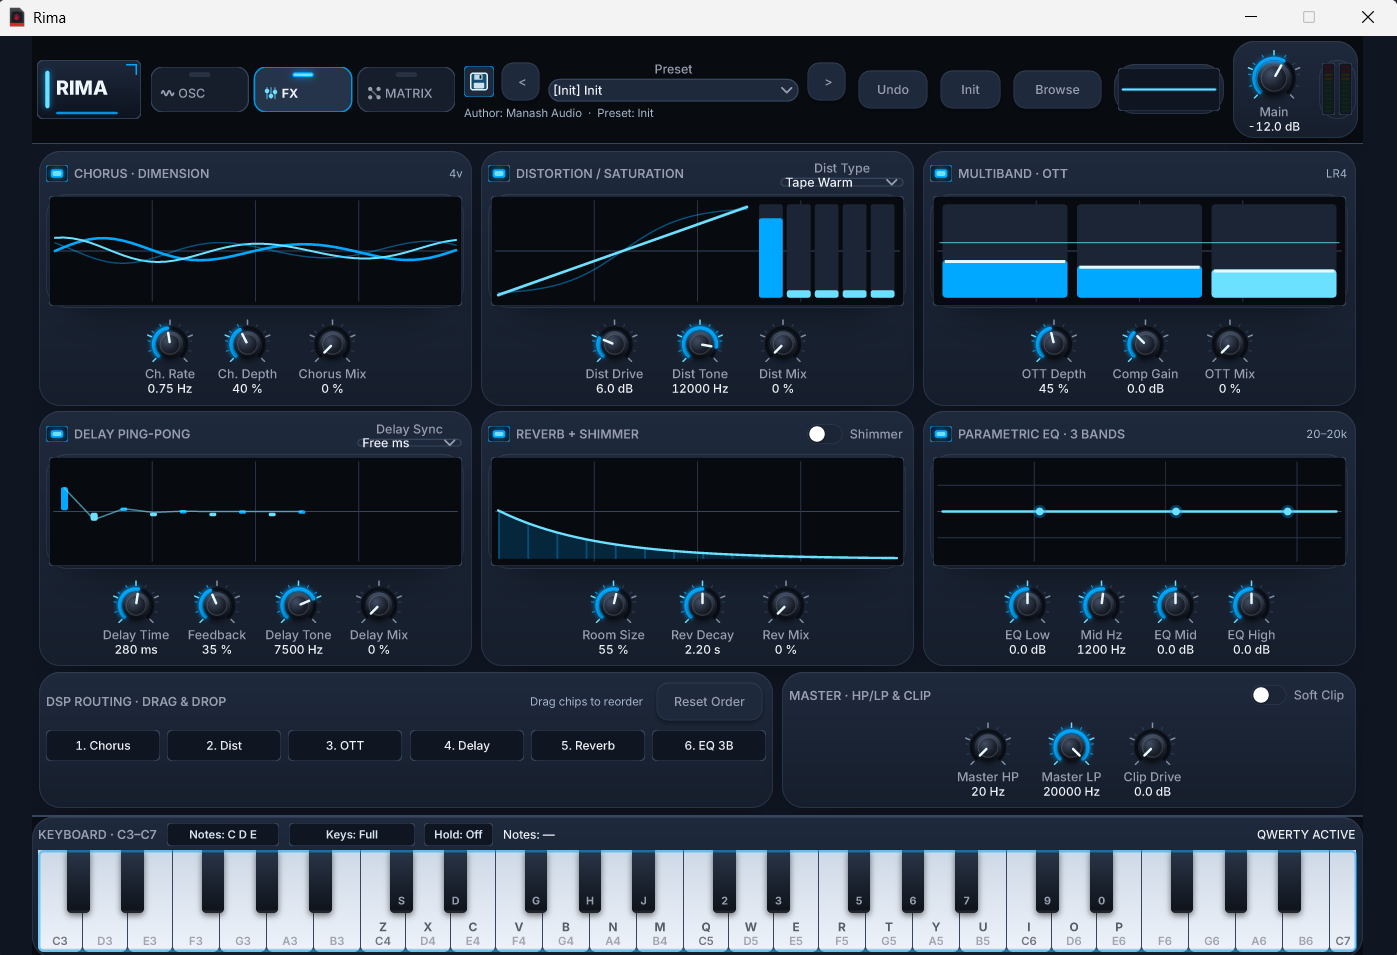 Rima
RIMA
OSC
FX
MATRIX
<
Preset
[Init] Init
>
Author: Manash Audio · Preset: Init
Undo
Init
Browse
Main
-12.0 dB
CHORUS · DIMENSION
4v
Ch. Rate
0.75 Hz
Ch. Depth
40 %
Chorus Mix
0 %
DISTORTION / SATURATION
Dist Type
Tape Warm
Dist Drive
6.0 dB
Dist Tone
12000 Hz
Dist Mix
0 %
MULTIBAND · OTT
LR4
OTT Depth
45 %
Comp Gain
0.0 dB
OTT Mix
0 %
DELAY PING-PONG
Delay Sync
Free ms
Delay Time
280 ms
Feedback
35 %
Delay Tone
7500 Hz
Delay Mix
0 %
REVERB + SHIMMER
Shimmer
Room Size
55 %
Rev Decay
2.20 s
Rev Mix
0 %
PARAMETRIC EQ · 3 BANDS
20–20k
EQ Low
0.0 dB
Mid Hz
1200 Hz
EQ Mid
0.0 dB
EQ High
0.0 dB
DSP ROUTING · DRAG & DROP
Drag chips to reorder
Reset Order
1. Chorus
2. Dist
3. OTT
4. Delay
5. Reverb
6. EQ 3B
MASTER · HP/LP & CLIP
Soft Clip
Master HP
20 Hz
Master LP
20000 Hz
Clip Drive
0.0 dB
KEYBOARD · C3–C7
Notes: C D E
Keys: Full
Hold: Off
Notes: —
QWERTY ACTIVE
S D G H J 2 3 5 6 7 9 0
Z X C V B N M Q W E R T Y U I O P
C3 D3 E3 F3 G3 A3 B3 C4 D4 E4 F4 G4 A4 B4 C5 D5 E5 F5 G5 A5 B5 C6 D6 E6 F6 G6 A6 B6 C7